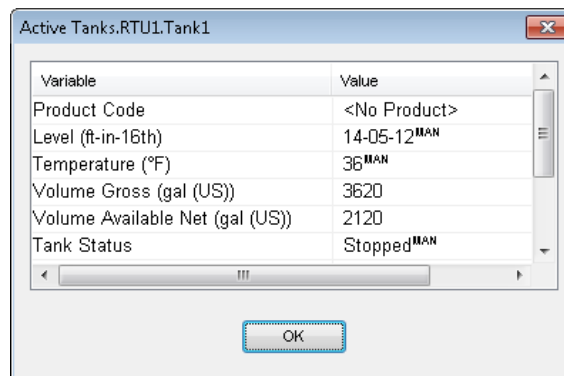 Active Tanks.RTU1.Tank1
Variable Value
Product Code <No Product>
Level (ft-in-16th) 14-05-12MAN
Temperature (°F) 36MAN
Volume Gross (gal (US)) 3620
Volume Available Net (gal (US)) 2120
Tank Status StoppedMAN
OK